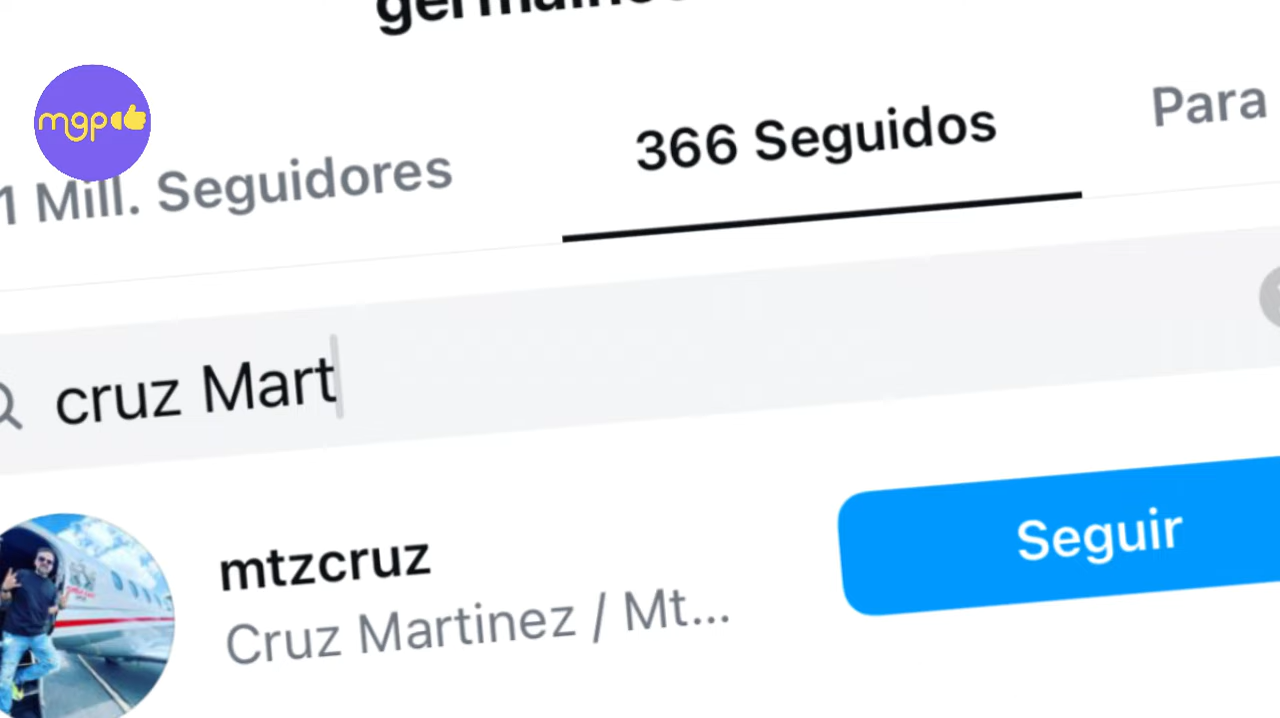 mgp
366 Seguidos
Para
1 Mill. Seguidores
cruz Mart
mtzcruz
Cruz Martinez / Mt...
Seguir